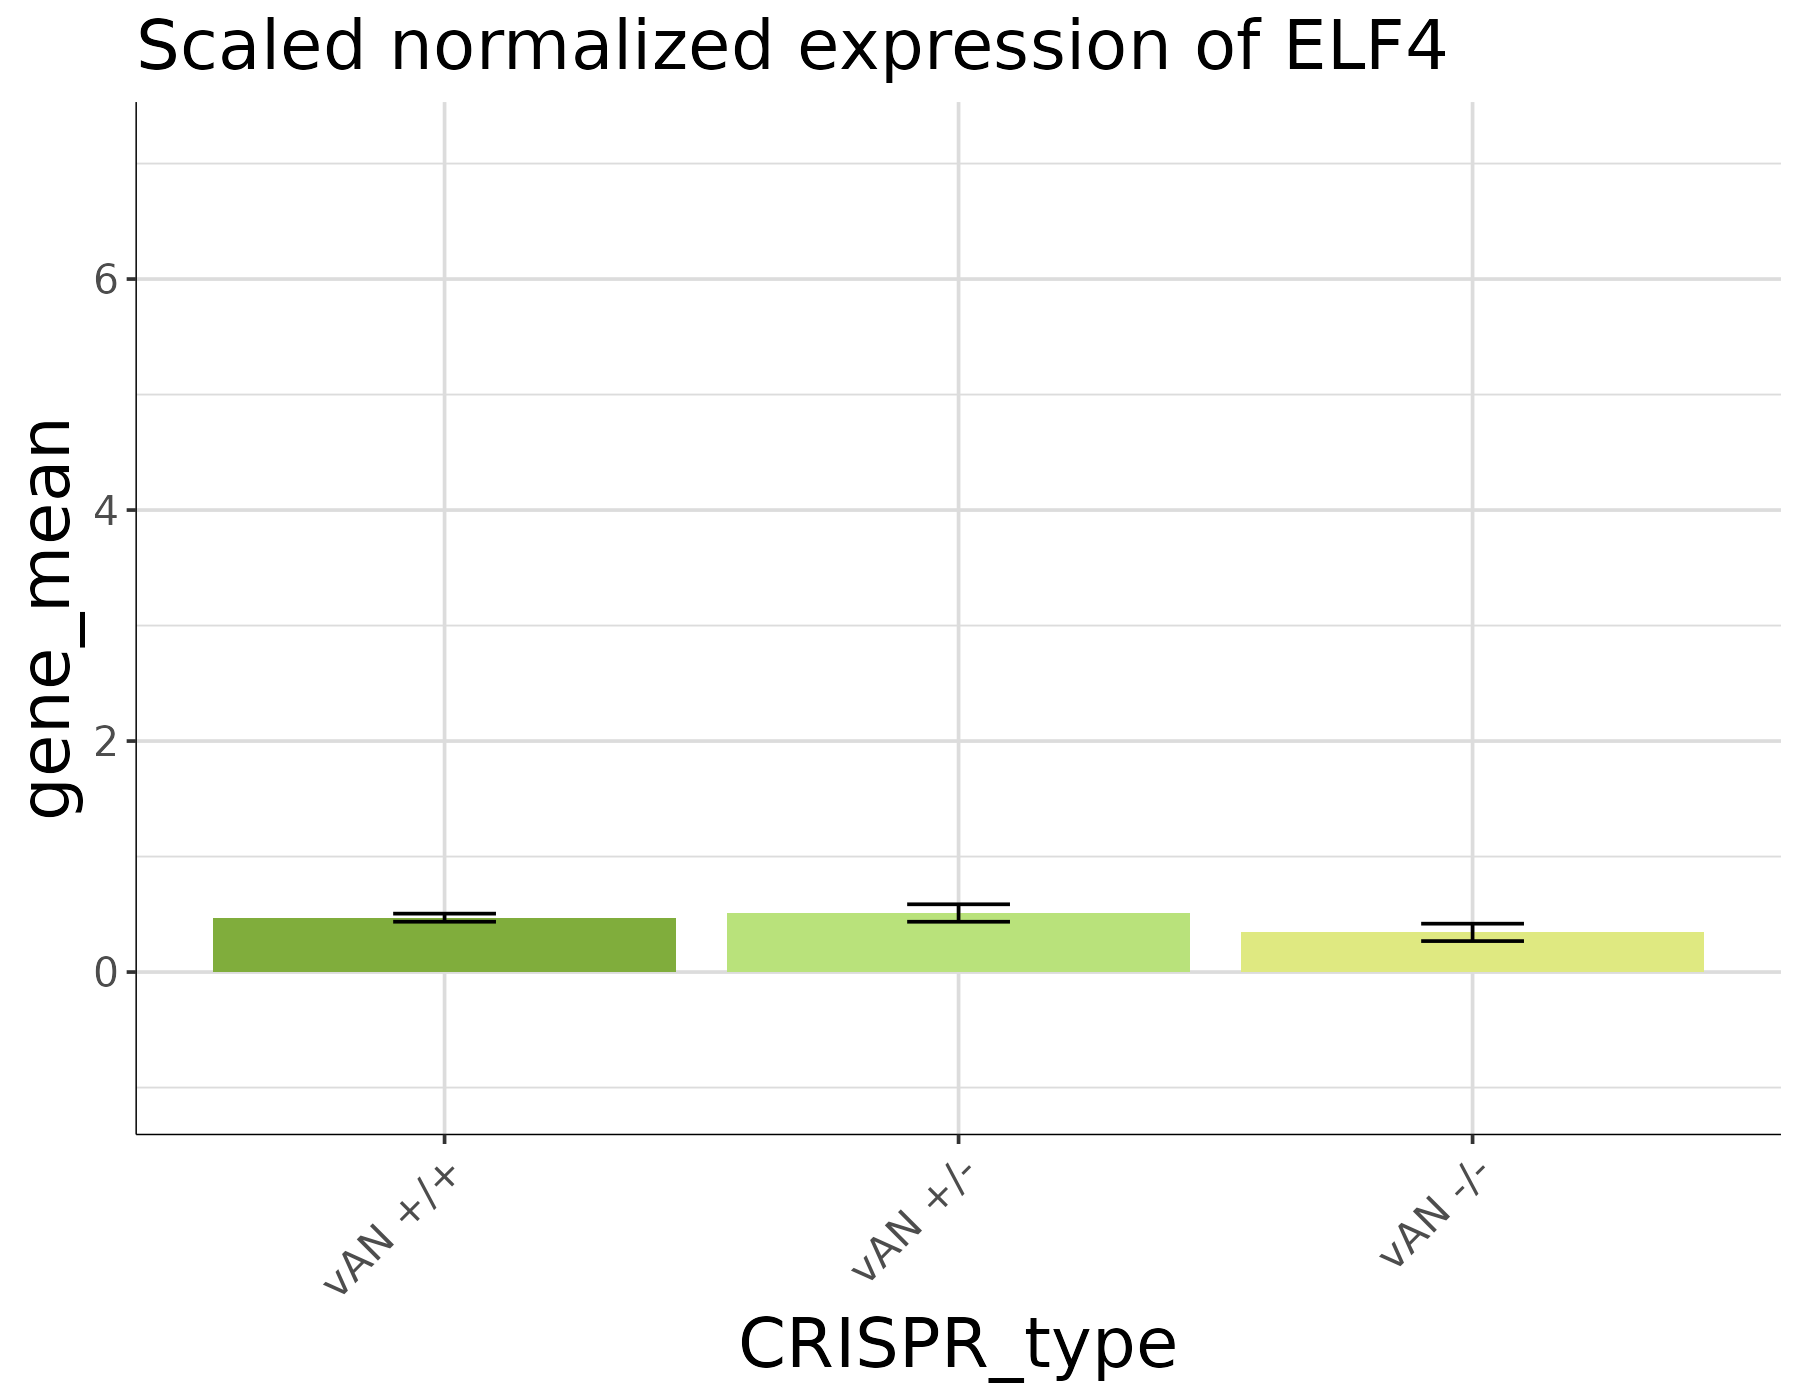 Scaled normalized expression of ELF4
gene_mean
6
4
2
0
vAN +/+
vAN +/-
vAN -/-
CRISPR_type